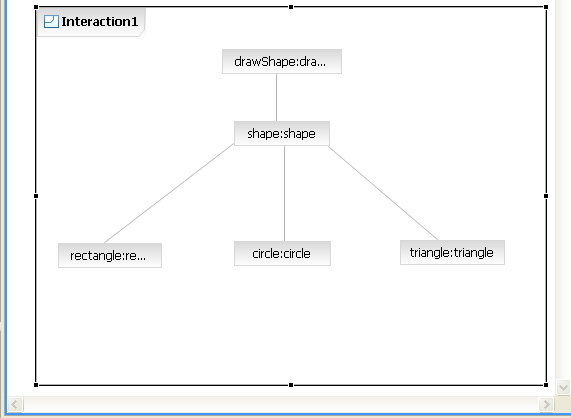 Interaction1
drawShape:dra...
shape:shape
rectangle:re...
circle:circle
triangle:triangle